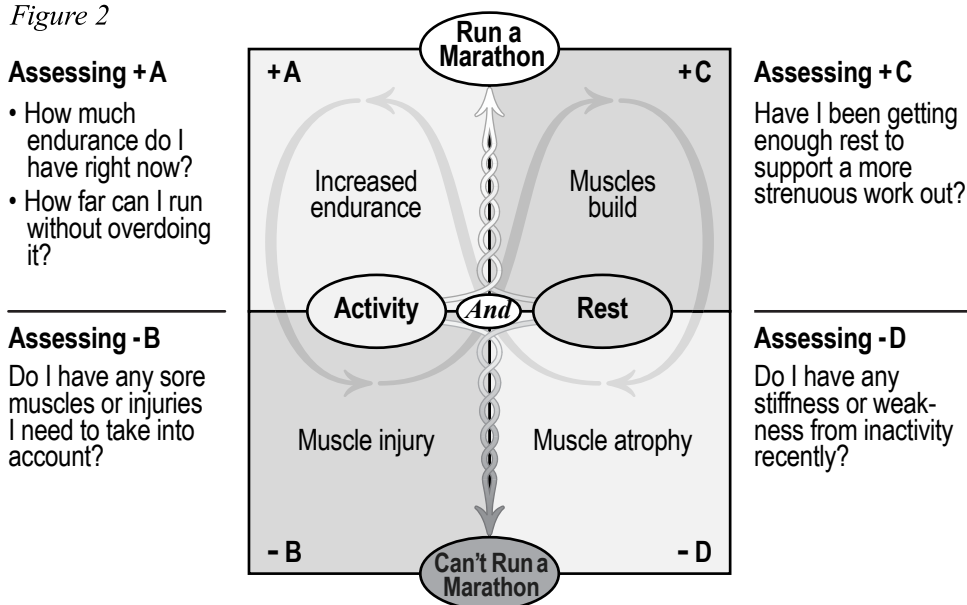 Figure 2
Run a
Marathon
Assessing +A
• How much
endurance do I
have right now?
• How far can I run
without overdoing
it?
+A
+C
Increased
endurance
Muscles
build
Assessing +C
Have I been getting
enough rest to
support a more
strenuous work out?
Activity
And
Rest
Assessing -B
Do I have any sore
muscles or injuries
I need to take into
account?
Muscle injury
Muscle atrophy
- B
- D
Can't Run a
Marathon
Assessing -D
Do I have any
stiffness or weak-
ness from inactivity
recently?